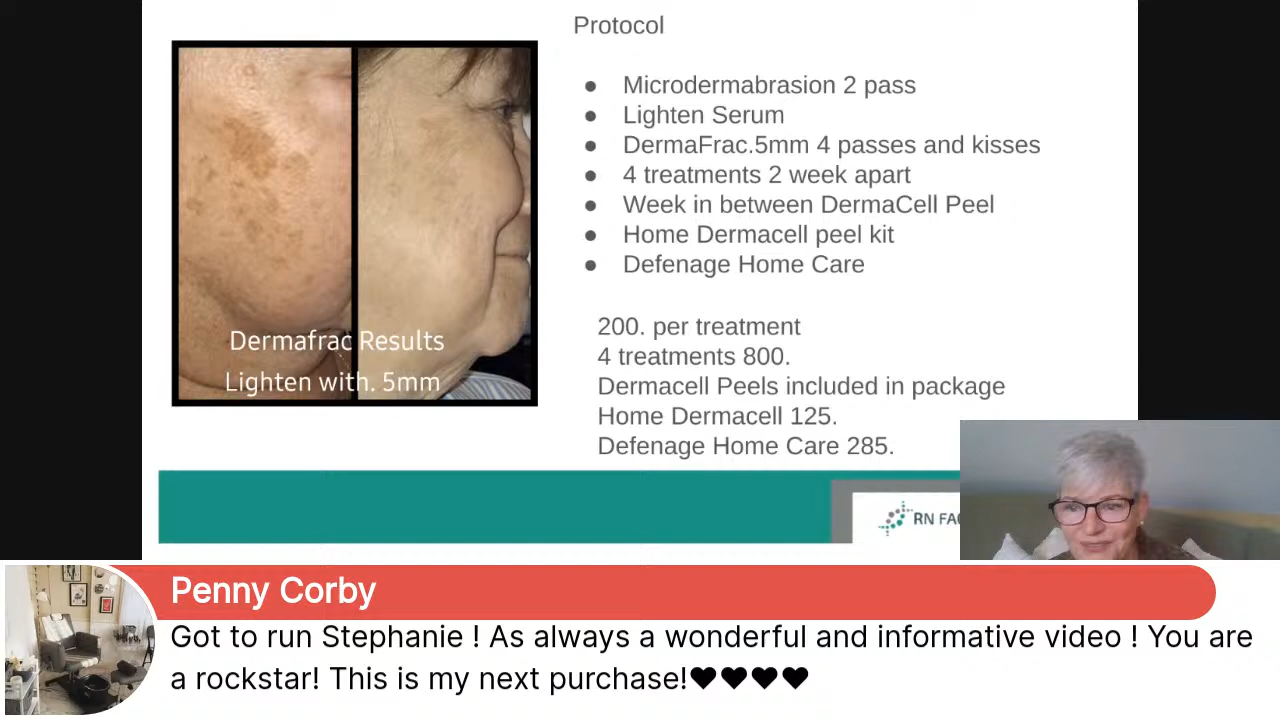 Protocol
● Microdermabrasion 2 pass
● Lighten Serum
● DermaFrac.5mm 4 passes and kisses
● 4 treatments 2 week apart
● Week in between DermaCell Peel
● Home Dermacell peel kit
● Defenage Home Care
200. per treatment
4 treatments 800.
Dermacell Peels included in package
Home Dermacell 125.
Defenage Home Care 285.
Dermafrac Results
Lighten with. 5mm
RN FAC
Penny Corby
Got to run Stephanie ! As always a wonderful and informative video ! You are
a rockstar! This is my next purchase!♥♥♥♥